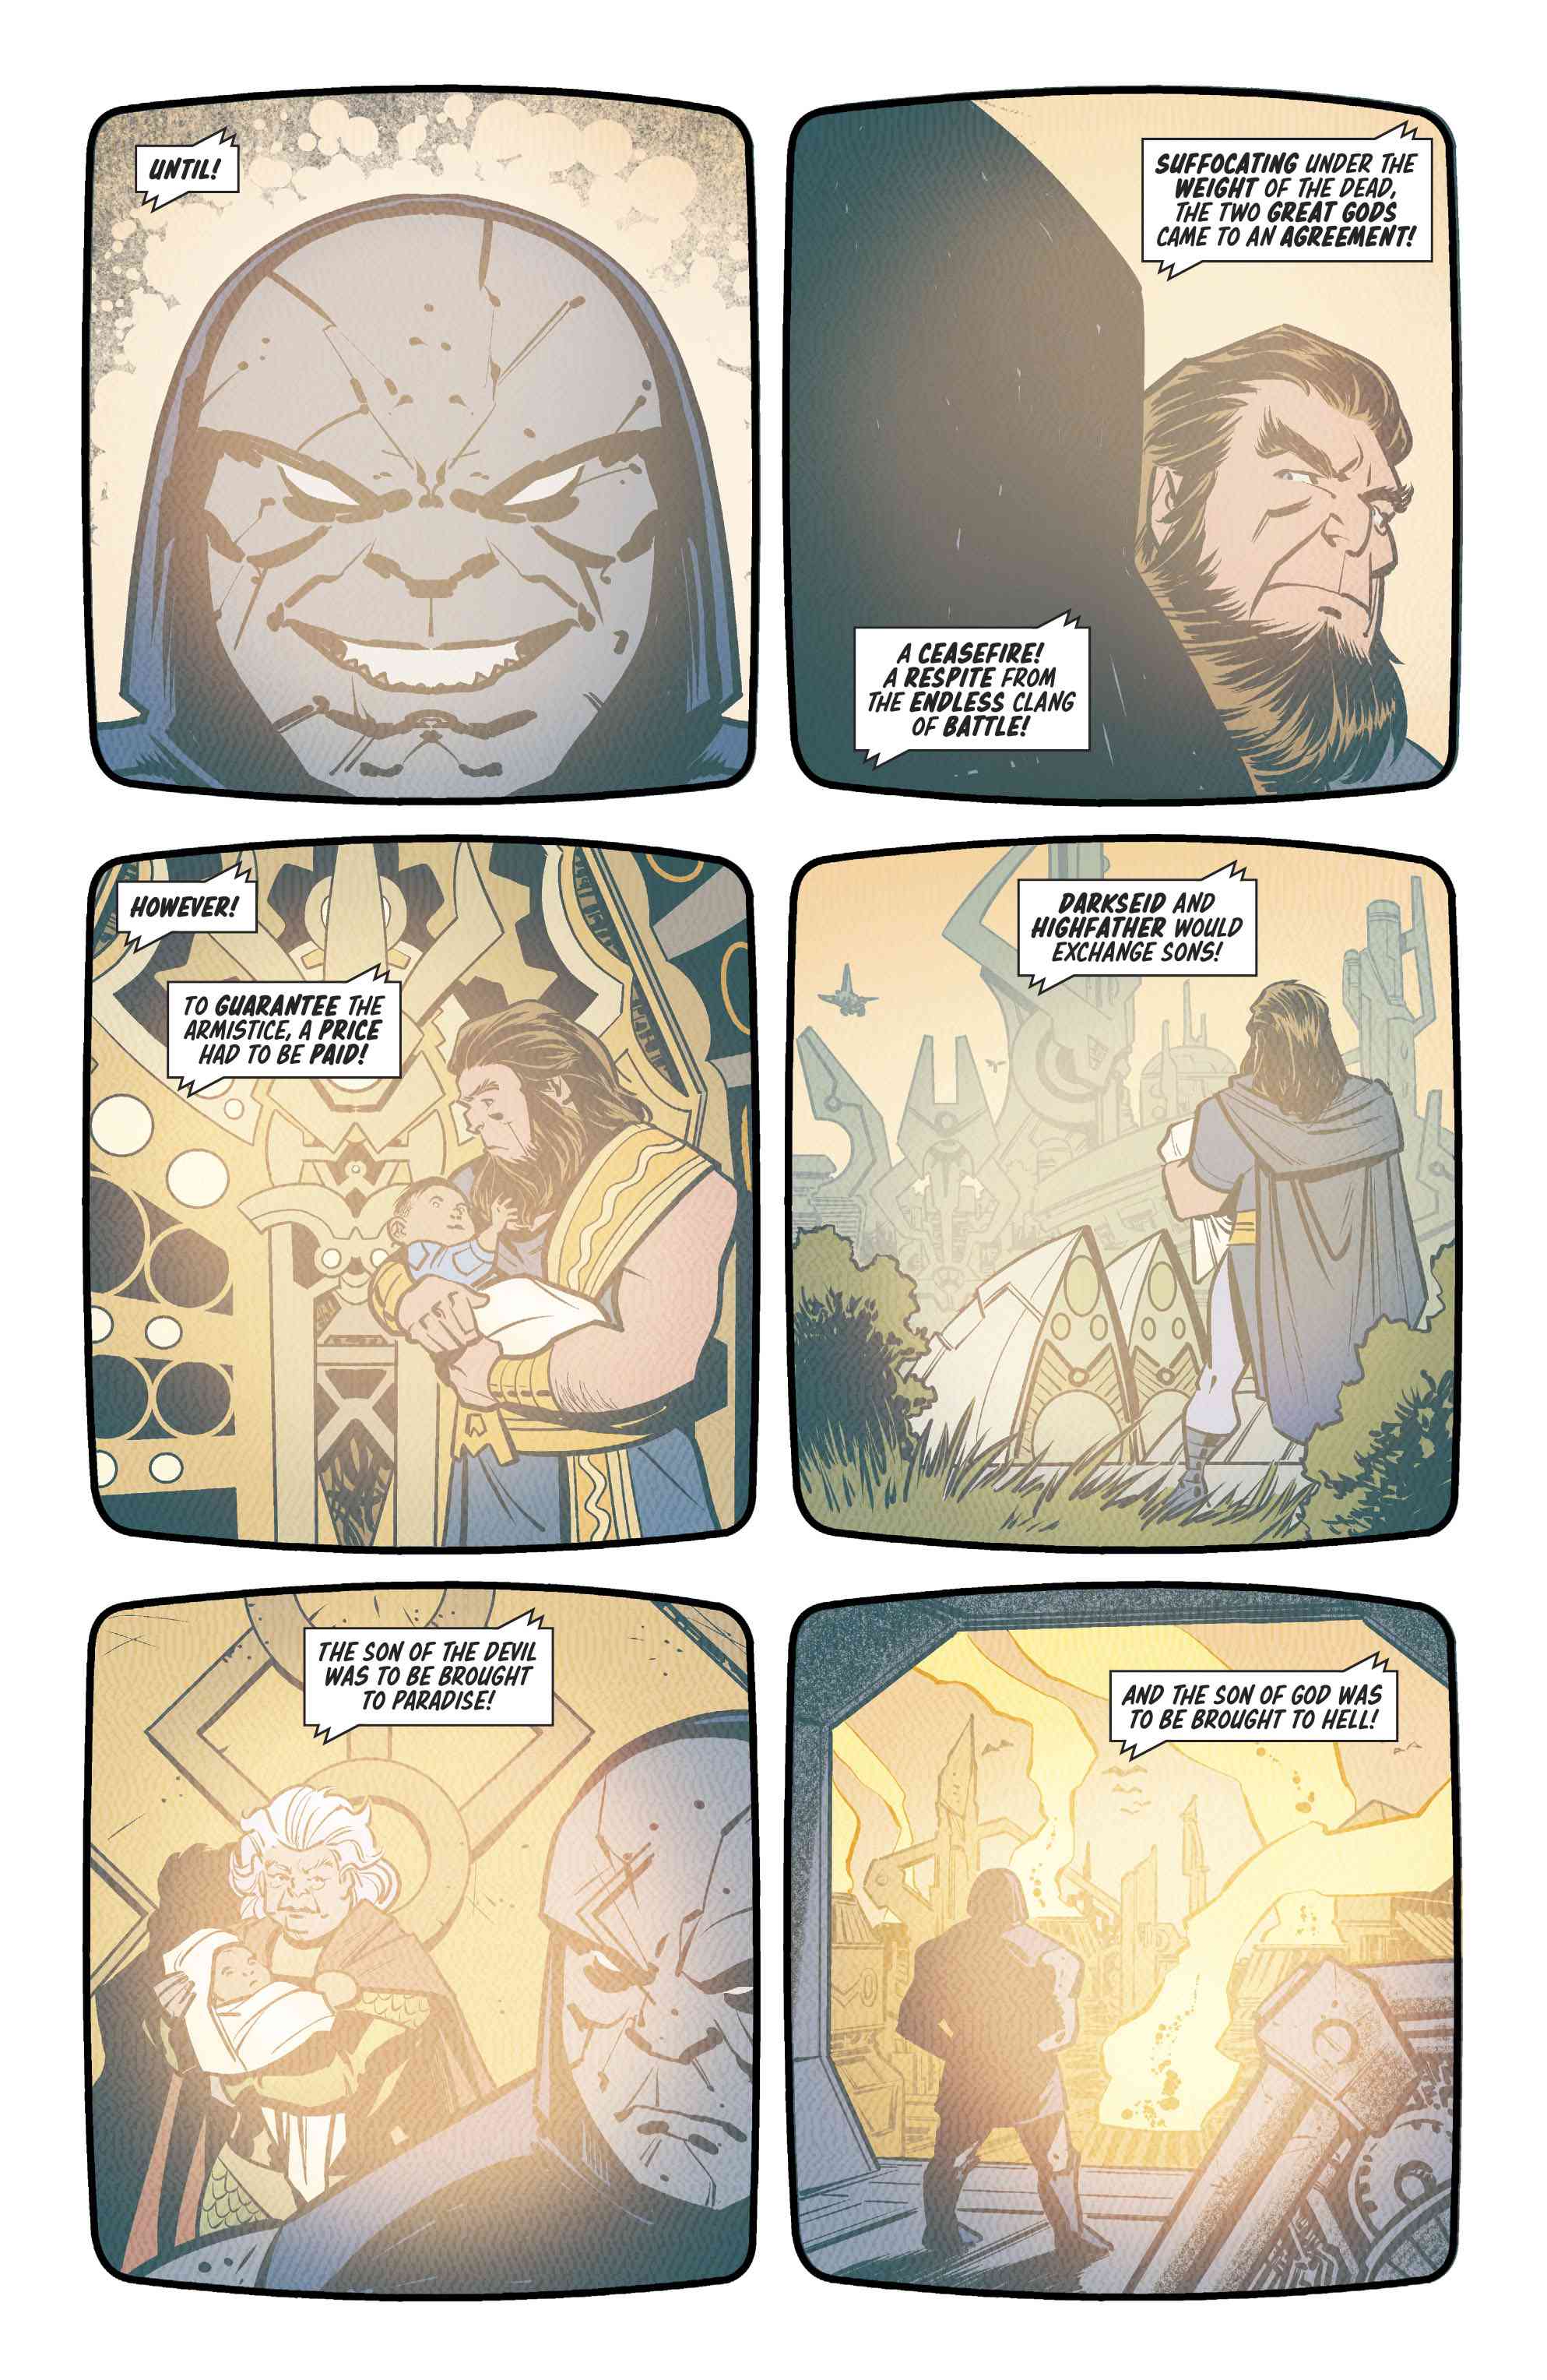 UNTIL!
SUFFOCATING UNDER THE
WEIGHT OF THE DEAD,
THE TWO GREAT GODS
CAME TO AN AGREEMENT!
A CEASEFIRE!
A RESPITE FROM
THE ENDLESS CLANG
OF BATTLE!
HOWEVER!
TO GUARANTEE THE
ARMISTICE, A PRICE
HAD TO BE PAID!
DARKSEID AND
HIGHFATHER WOULD
EXCHANGE SONS!
THE SON OF THE DEVIL
WAS TO BE BROUGHT
TO PARADISE!
AND THE SON OF GOD WAS
TO BE BROUGHT TO HELL!